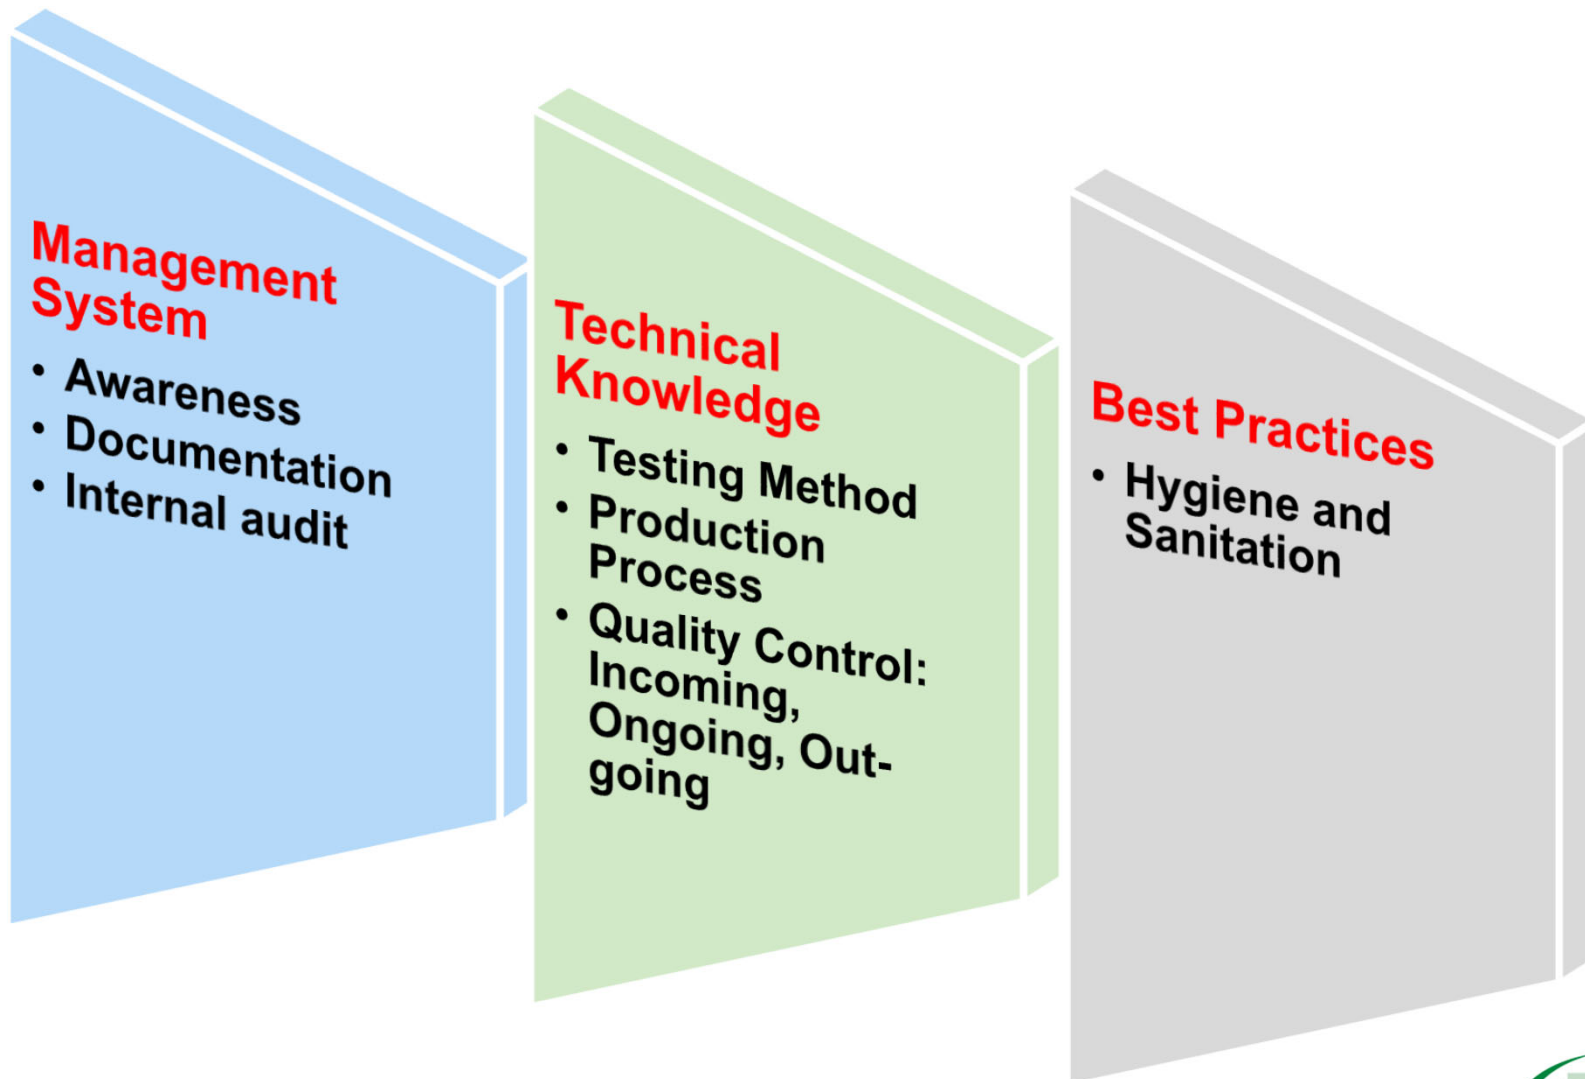 Management
System
• Awareness
• Documentation
• Internal audit
Technical
Knowledge
• Testing Method
• Production
Process
• Quality Control:
Incoming,
Ongoing, Out-
going
Best Practices
• Hygiene and
Sanitation